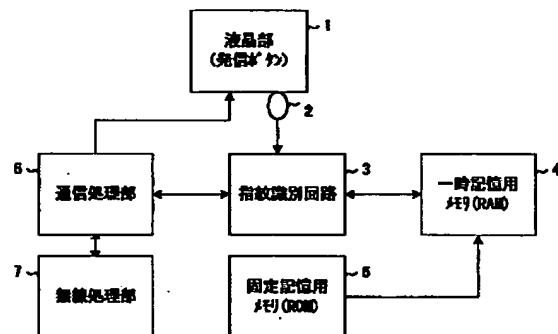 1
液晶部
(発信ボタン)
2
6
通信処理部
3
指紋識別回路
4
一時記憶用
メモリ(RAM)
7
無線処理部
5
固定記憶用
メモリ(ROM)